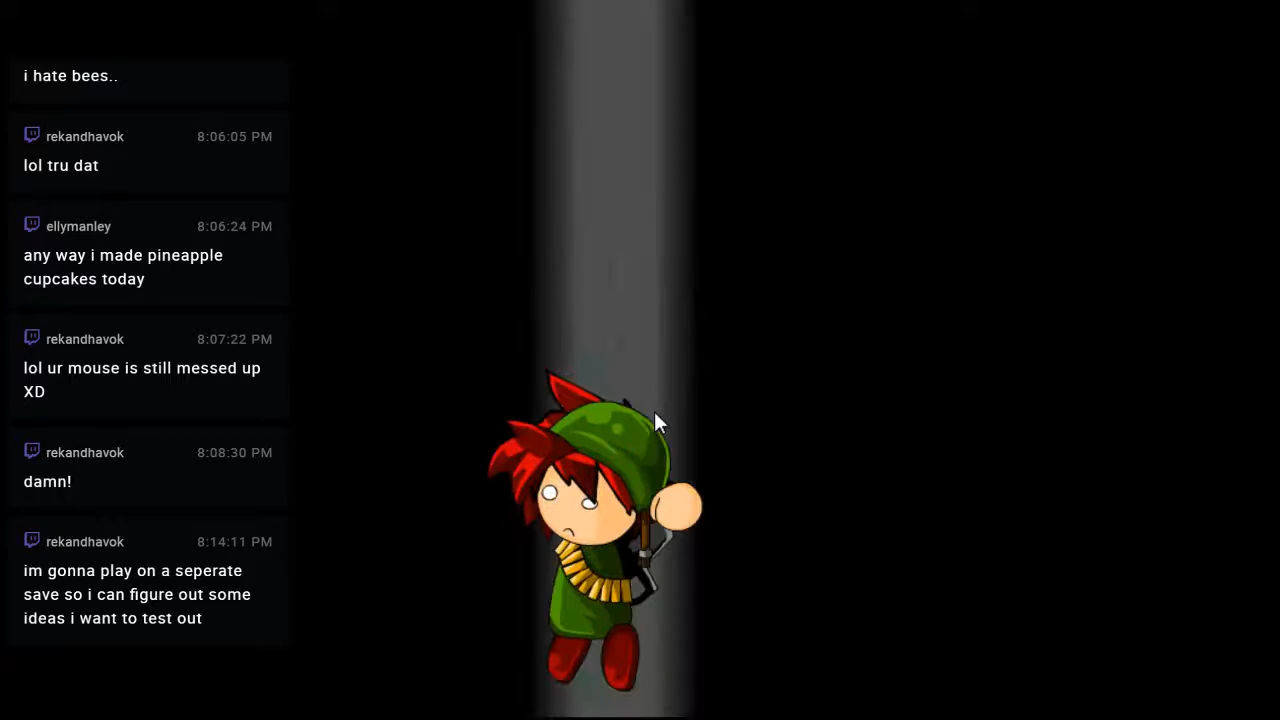 i hate bees..
rekandhavok 8:06:05 PM
lol tru dat
ellymanley 8:06:24 PM
any way i made pineapple
cupcakes today
rekandhavok 8:07:22 PM
lol ur mouse is still messed up
XD
rekandhavok 8:08:30 PM
damn!
rekandhavok 8:14:11 PM
im gonna play on a seperate
save so i can figure out some
ideas i want to test out